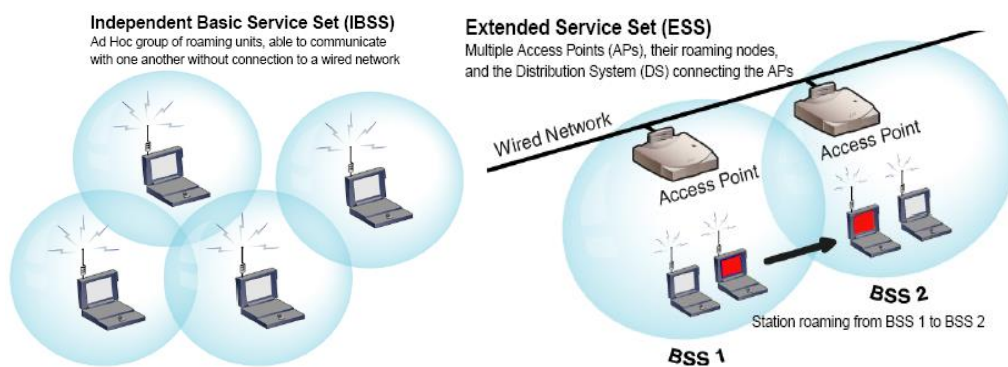 Independent Basic Service Set (IBSS)
Ad Hoc group of roaming units, able to communicate
with one another without connection to a wired network
Extended Service Set (ESS)
Multiple Access Points (APs), their roaming nodes,
and the Distribution System (DS) connecting the APs
Wired Network
Access Point
Access Point
BSS 2
Station roaming from BSS 1 to BSS 2
BSS 1